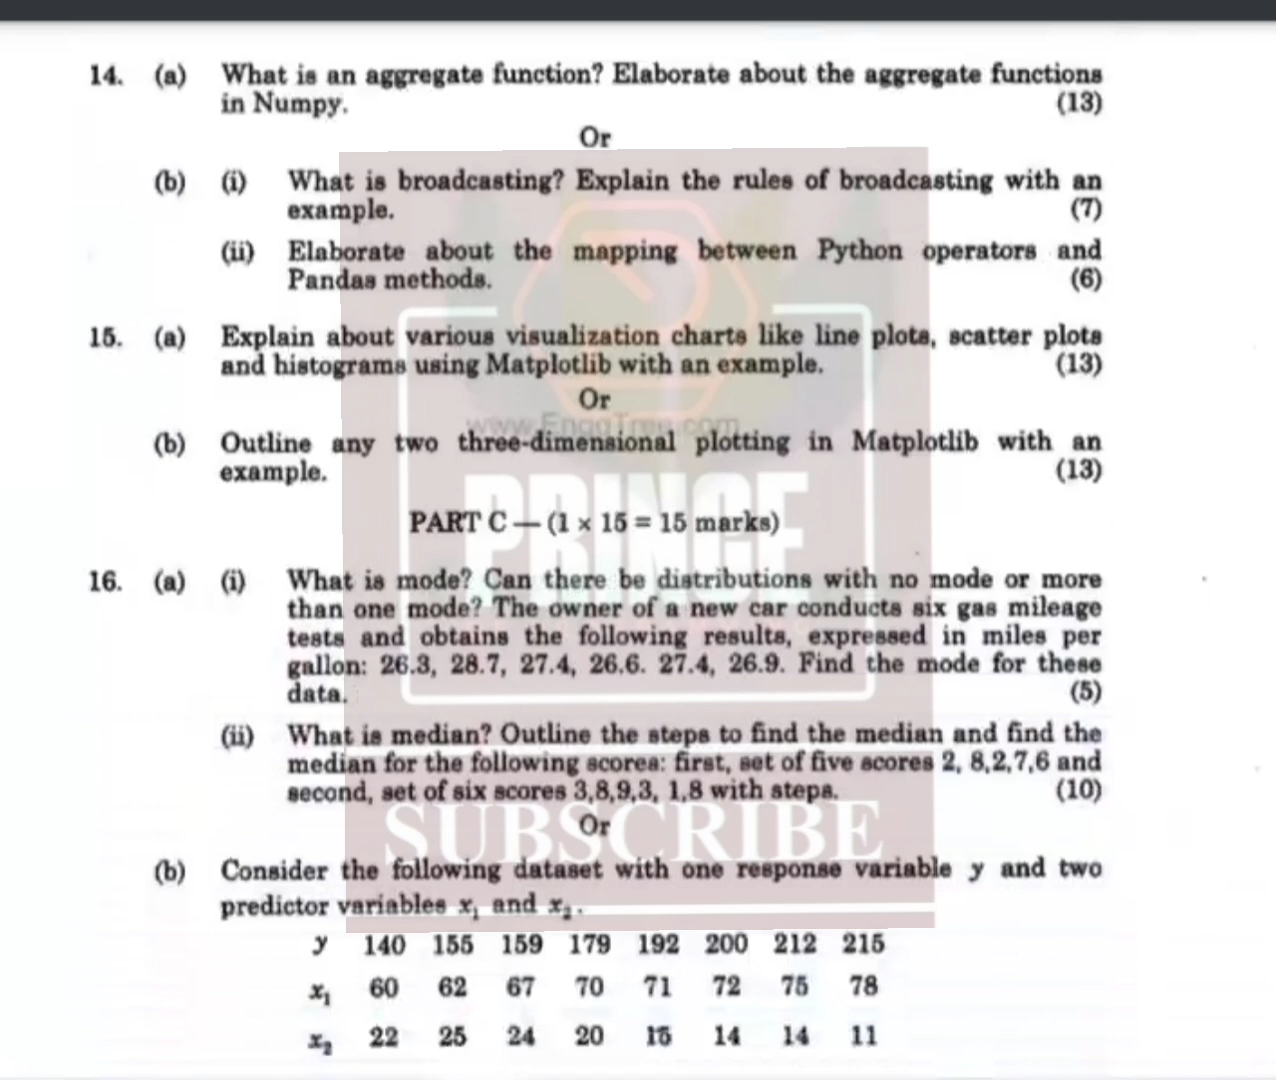 14. (a) What is an aggregate function? Elaborate about the aggregate functions
in Numpy. (13)
Or
(b) (i) What is broadcasting? Explain the rules of broadcasting with an
example. (7)
(ii) Elaborate about the mapping between Python operators and
Pandas methods. (6)
15. (a) Explain about various visualization charts like line plots, scatter plots
and histograms using Matplotlib with an example. (13)
Or
www.EnggTree.com
(b) Outline any two three-dimensional plotting in Matplotlib with an
example. (13)
PRINCE
PART C — (1 × 15 = 15 marks)
16. (a) (i) What is mode? Can there be distributions with no mode or more
than one mode? The owner of a new car conducts six gas mileage
tests and obtains the following results, expressed in miles per
gallon: 26.3, 28.7, 27.4, 26.6. 27.4, 26.9. Find the mode for these
data. (5)
(ii) What is median? Outline the steps to find the median and find the
median for the following scores: first, set of five scores 2, 8,2,7,6 and
second, set of six scores 3,8,9,3, 1,8 with steps. (10)
SUBSCRIBE
Or
(b) Consider the following dataset with one response variable y and two
predictor variables x₁ and x₂.
y 140 155 159 179 192 200 212 215
x₁ 60 62 67 70 71 72 75 78
x₂ 22 25 24 20 15 14 14 11